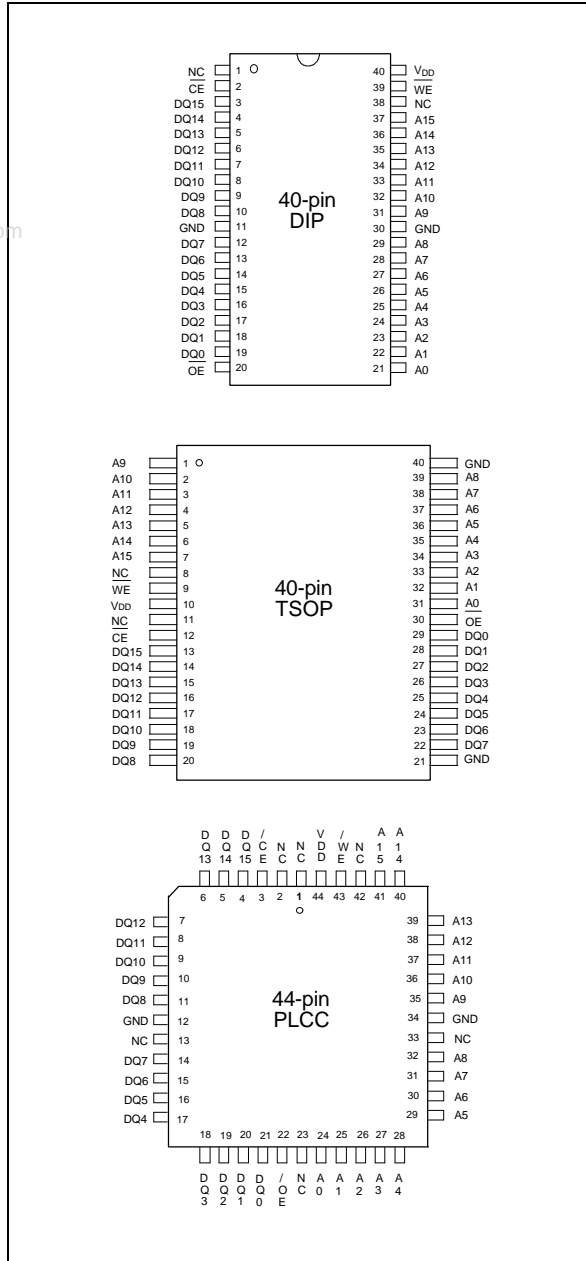 NC 1 40 VDD
C̅E̅ 2 39 W̅E̅
DQ15 3 38 NC
DQ14 4 37 A15
DQ13 5 36 A14
DQ12 6 35 A13
DQ11 7 34 A12
DQ10 8 33 A11
DQ9 9 32 A10
DQ8 10 31 A9
GND 11 30 GND
DQ7 12 29 A8
DQ6 13 28 A7
DQ5 14 27 A6
DQ4 15 26 A5
DQ3 16 25 A4
DQ2 17 24 A3
DQ1 18 23 A2
DQ0 19 22 A1
O̅E̅ 20 21 A0
40-pin
DIP
om
A9 1 40 GND
A10 2 39 A8
A11 3 38 A7
A12 4 37 A6
A13 5 36 A5
A14 6 35 A4
A15 7 34 A3
NC 8 33 A2
W̅E̅ 9 32 A1
VDD 10 31 A0
NC 11 30 O̅E̅
C̅E̅ 12 29 DQ0
DQ15 13 28 DQ1
DQ14 14 27 DQ2
DQ13 15 26 DQ3
DQ12 16 25 DQ4
DQ11 17 24 DQ5
DQ10 18 23 DQ6
DQ9 19 22 DQ7
DQ8 20 21 GND
40-pin
TSOP
DQ13 DQ14 DQ15 /CE NC NC VDD /WE NC A15 A14
6 5 4 3 2 1 44 43 42 41 40
DQ12 7 39 A13
DQ11 8 38 A12
DQ10 9 37 A11
DQ9 10 36 A10
DQ8 11 35 A9
GND 12 34 GND
NC 13 33 NC
DQ7 14 32 A8
DQ6 15 31 A7
DQ5 16 30 A6
DQ4 17 29 A5
44-pin
PLCC
18 19 20 21 22 23 24 25 26 27 28
DQ3 DQ2 DQ1 DQ0 /OE NC A0 A1 A2 A3 A4